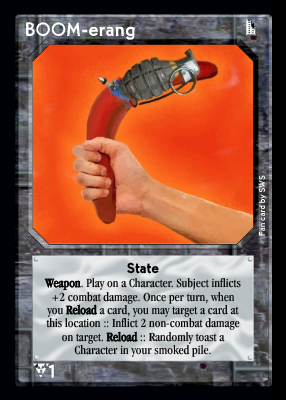 BOOM-erang
Fan card by SWS
State
Weapon. Play on a Character. Subject inflicts
+2 combat damage. Once per turn, when
you Reload a card, you may target a card at
this location :: Inflict 2 non-combat damage
on target. Reload :: Randomly toast a
Character in your smoked pile.
1